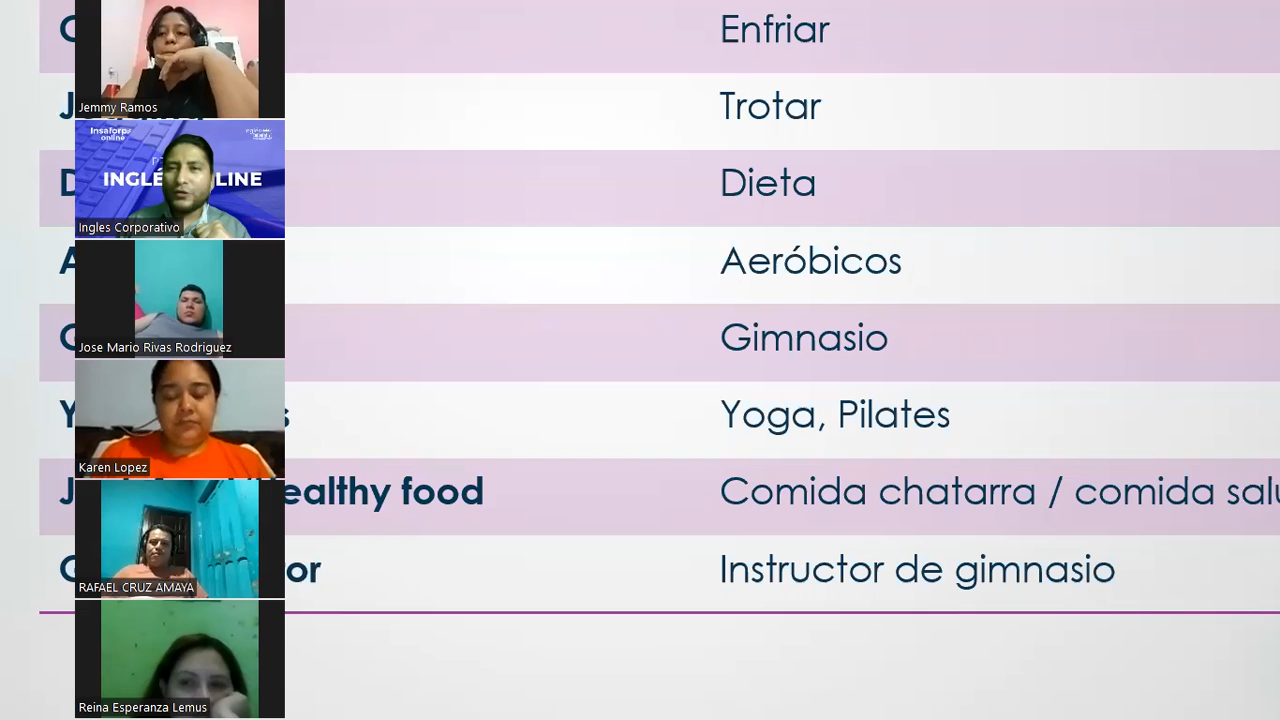 Enfriar
Trotar
Dieta
Aeróbicos
Gimnasio
Yoga, Pilates
ealthy food
Comida chatarra / comida salu
or
Instructor de gimnasio
Jemmy Ramos
Insaforp
online
INGLÉ
LINE
Ingles Corporativo
Jose Mario Rivas Rodriguez
Karen Lopez
RAFAEL CRUZ AMAYA
Reina Esperanza Lemus